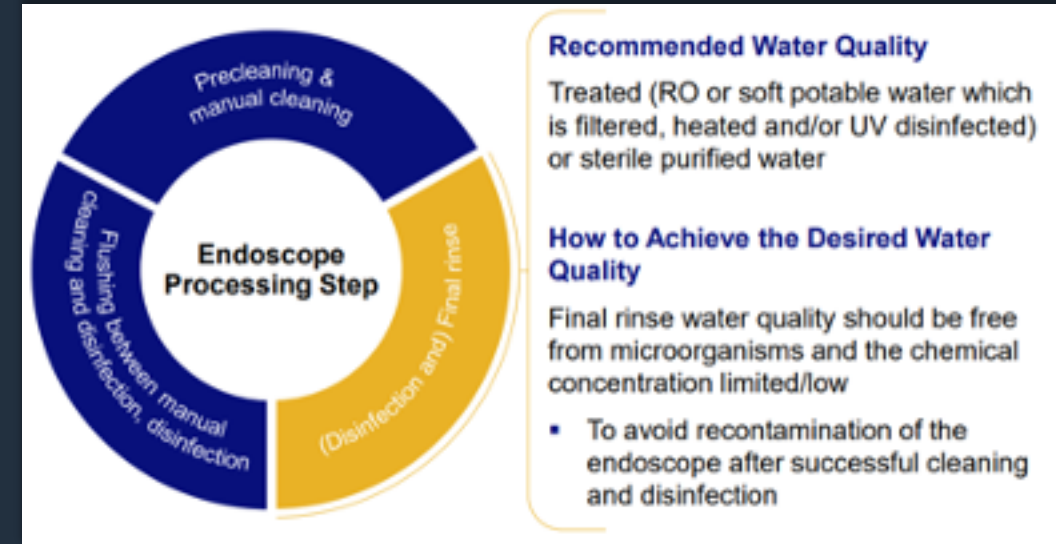 Precleaning &
manual cleaning
Flushing between manual
cleaning and disinfection, disinfection
(Disinfection and) Final rinse
Endoscope
Processing Step
Recommended Water Quality
Treated (RO or soft potable water which
is filtered, heated and/or UV disinfected)
or sterile purified water
How to Achieve the Desired Water
Quality
Final rinse water quality should be free
from microorganisms and the chemical
concentration limited/low
▪ To avoid recontamination of the
endoscope after successful cleaning
and disinfection